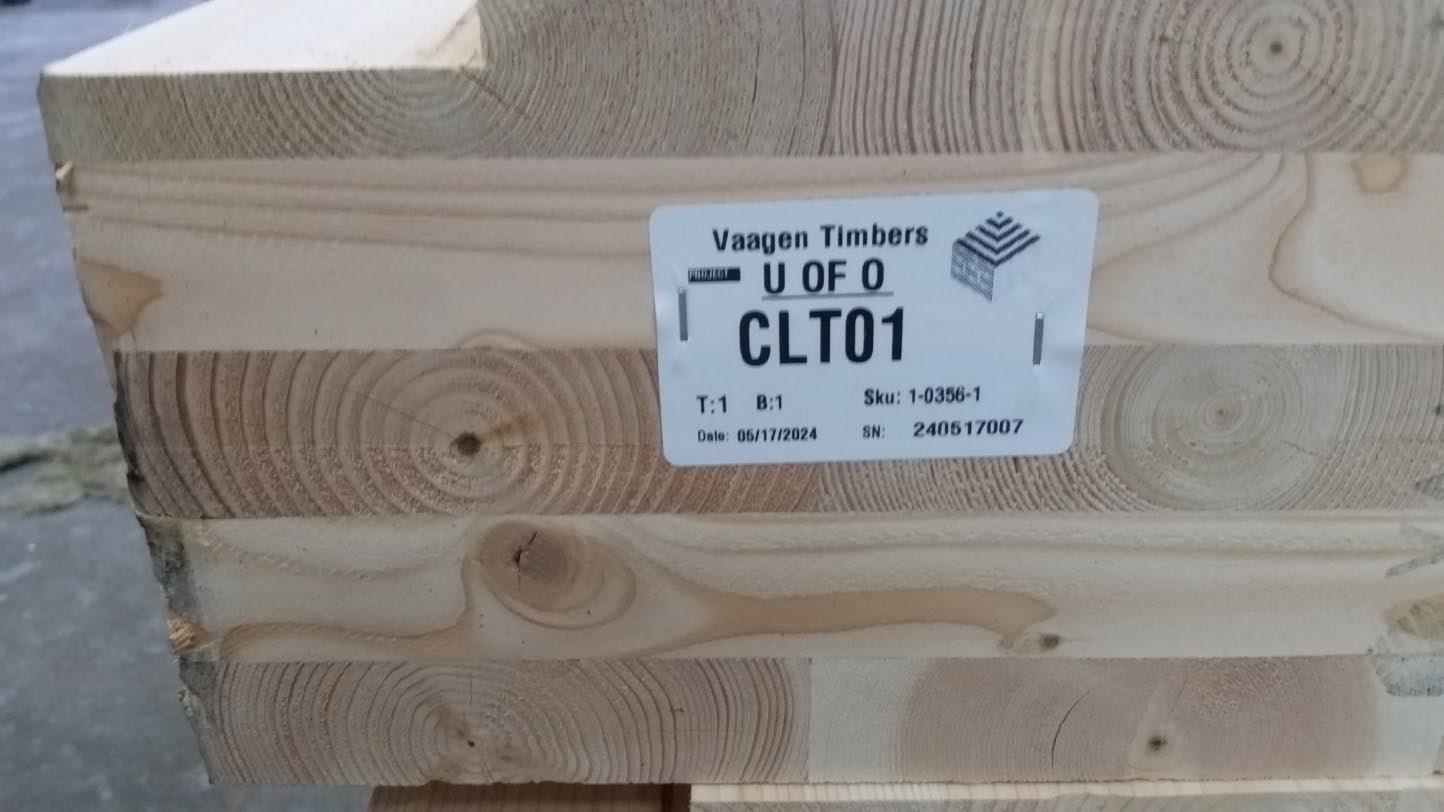 Vaagen Timbers
PROJECT U OF O
CLT01
T:1 B:1 Sku: 1-0356-1
Date: 05/17/2024 SN: 240517007